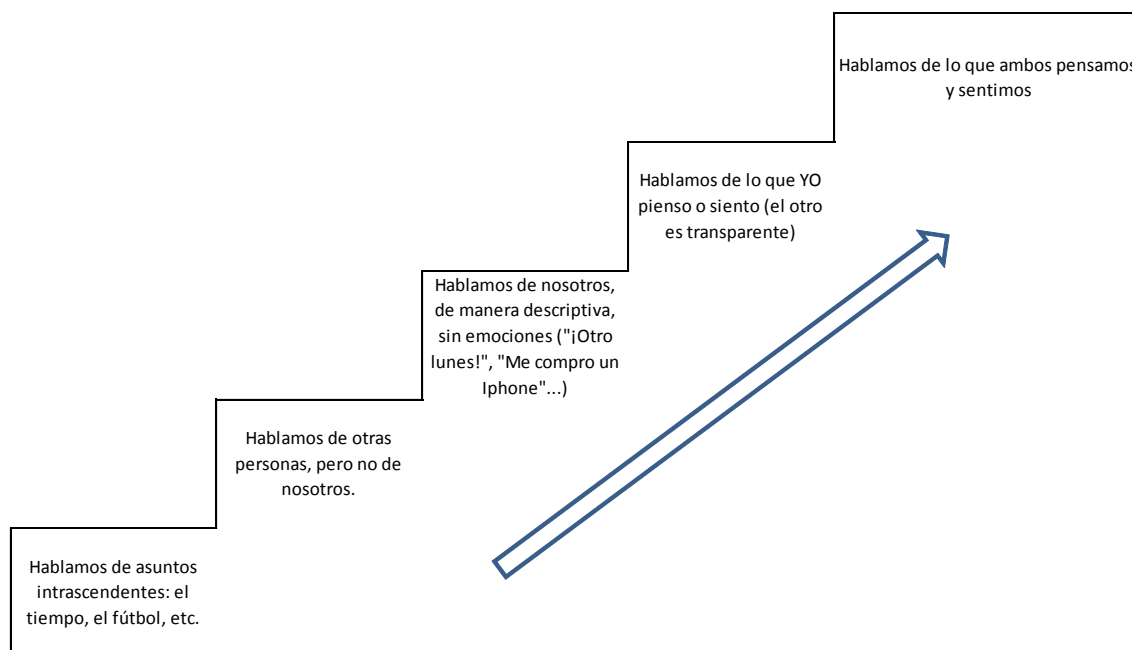 Hablamos de lo que ambos pensamos
y sentimos
Hablamos de lo que YO
pienso o siento (el otro
es transparente)
Hablamos de nosotros,
de manera descriptiva,
sin emociones ("¡Otro
lunes!", "Me compro un
Iphone"...)
Hablamos de otras
personas, pero no de
nosotros.
Hablamos de asuntos
intrascendentes: el
tiempo, el fútbol, etc.